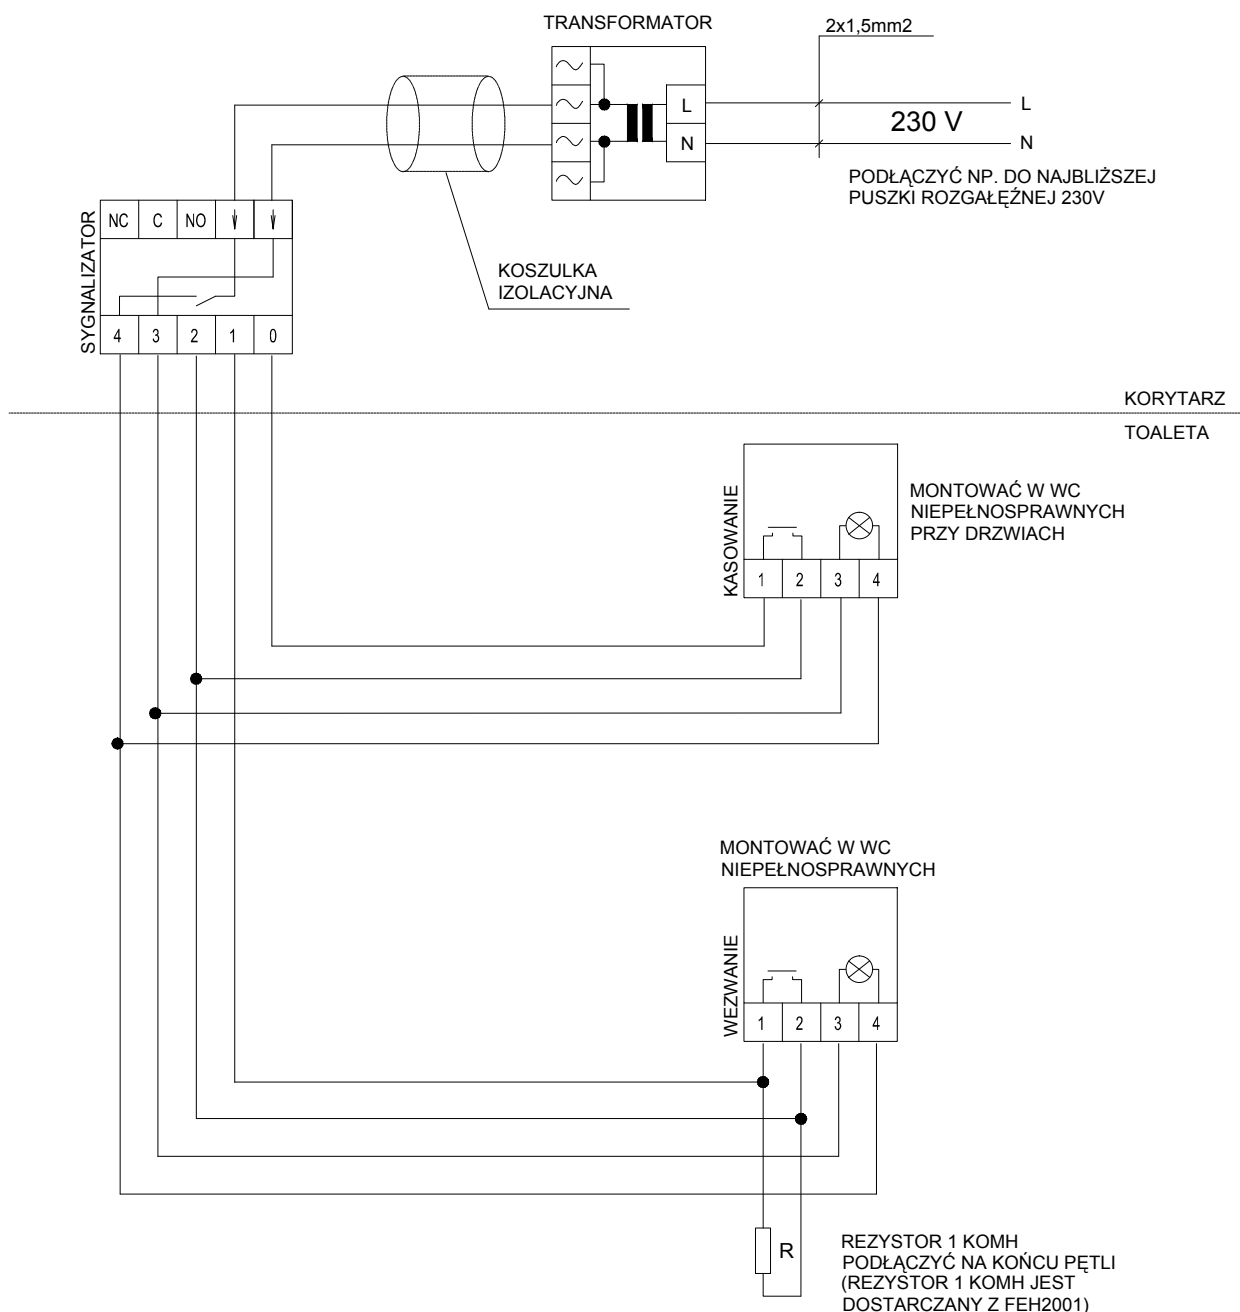 TRANSFORMATOR
2x1,5mm2
L
L
230 V
N
N
PODŁĄCZYĆ NP. DO NAJBLIŻSZEJ
PUSZKI ROZGAŁĘŹNEJ 230V
SYGNALIZATOR
NC C NO
4 3 2 1 0
KOSZULKA
IZOLACYJNA
KORYTARZ
TOALETA
KASOWANIE
1 2 3 4
MONTOWAĆ W WC
NIEPEŁNOSPRAWNYCH
PRZY DRZWIACH
MONTOWAĆ W WC
NIEPEŁNOSPRAWNYCH
WEZWANIE
1 2 3 4
R
REZYSTOR 1 KOMH
PODŁĄCZYĆ NA KOŃCU PĘTLI
(REZYSTOR 1 KOMH JEST
DOSTARCZANY Z FEH2001)